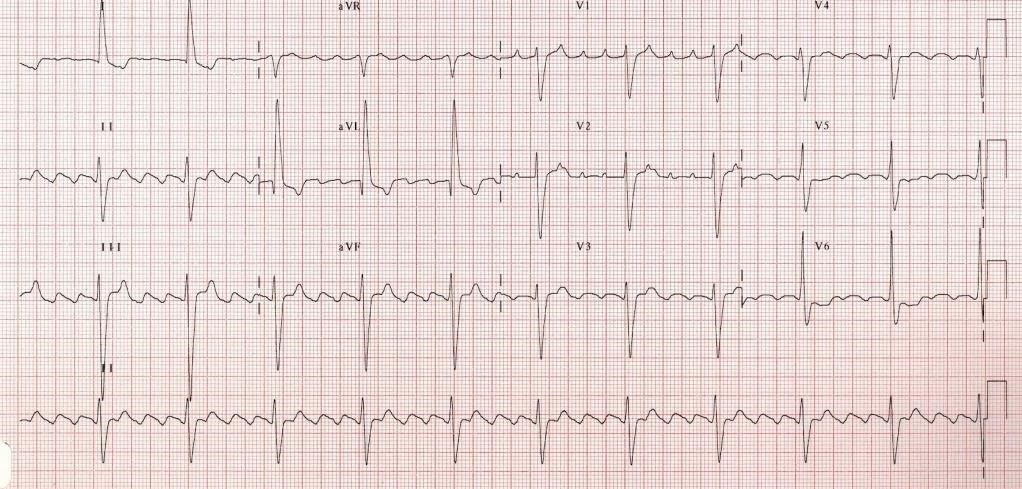 I aVR V1 V4
II aVL V2 V5
III aVF V3 V6
II